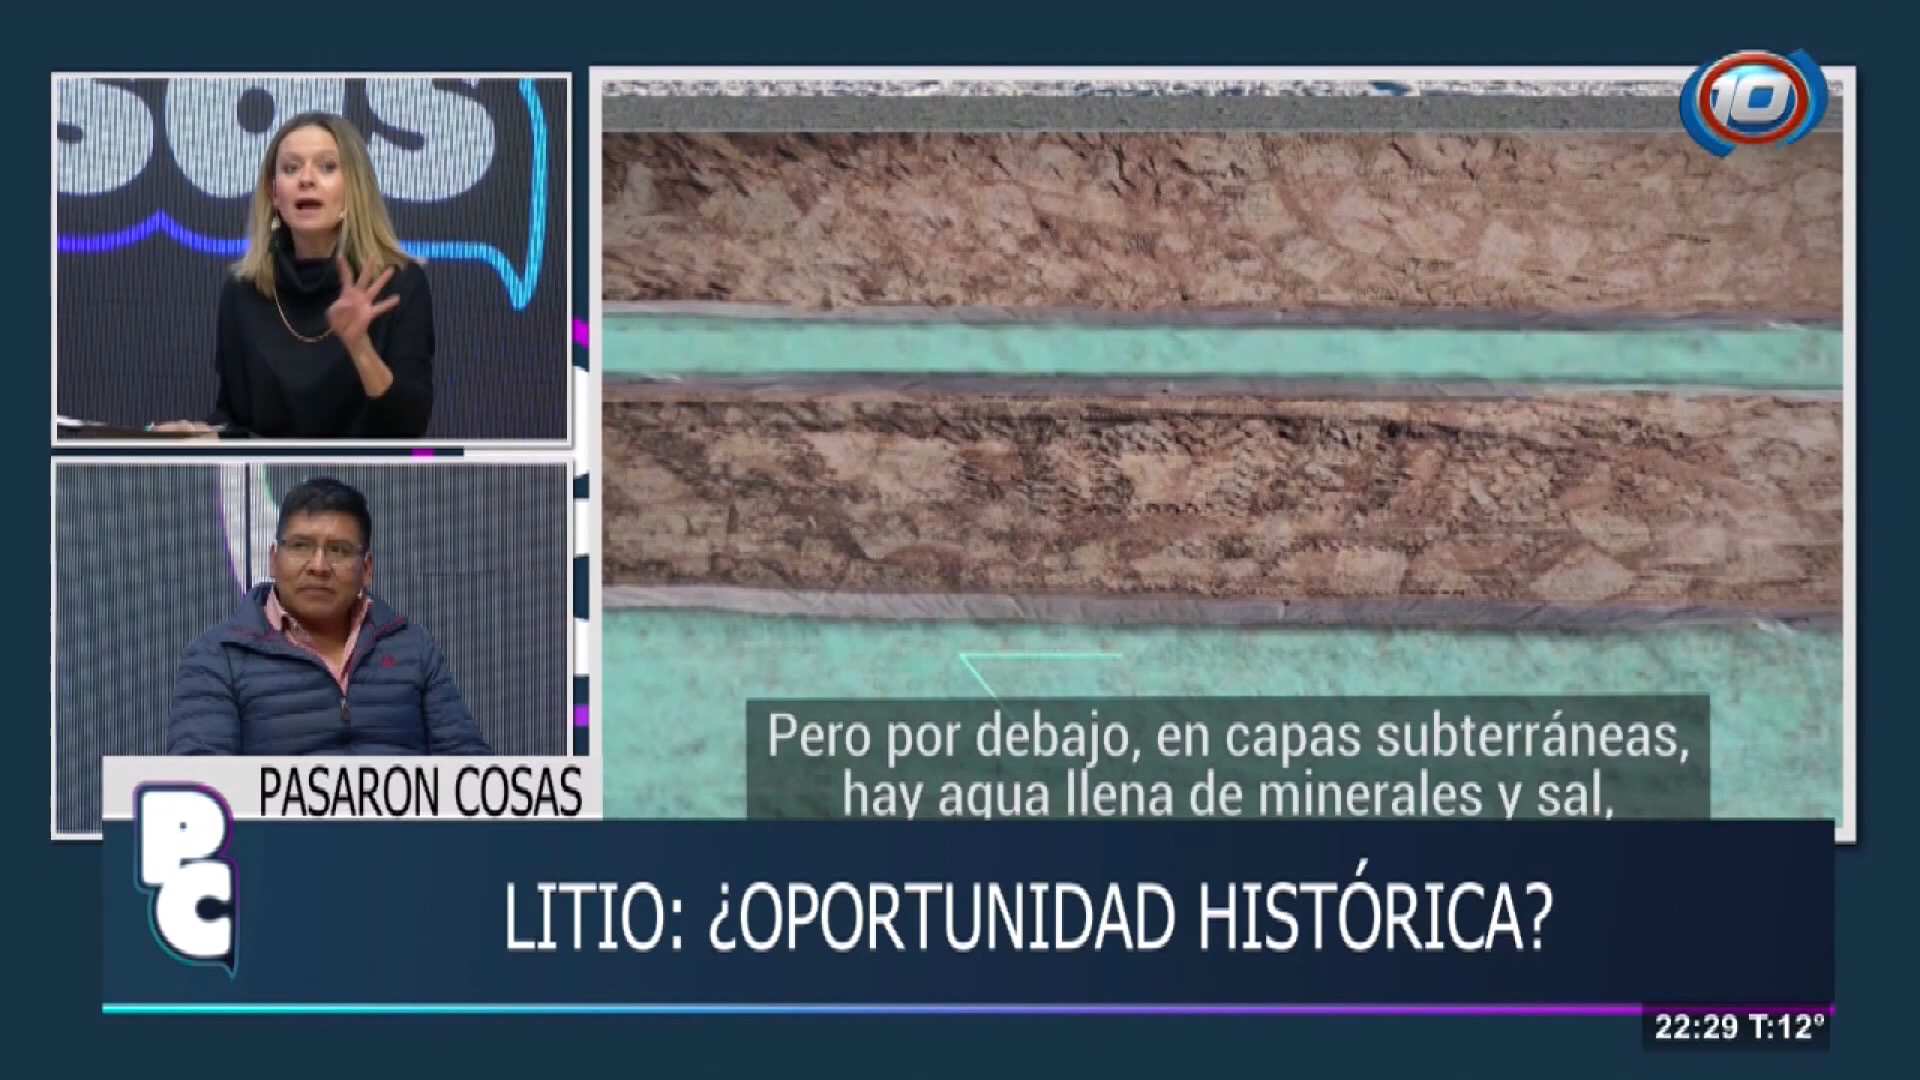 sos
10
Pero por debajo, en capas subterráneas,
hay agua llena de minerales y sal,
PASARON COSAS
PC
LITIO: ¿OPORTUNIDAD HISTÓRICA?
22:29 T:12°